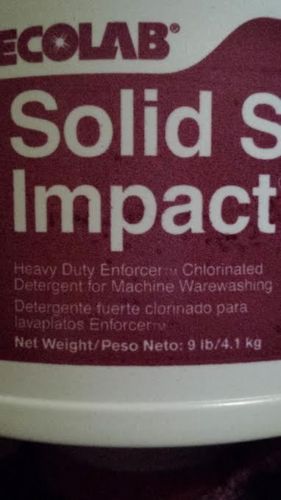 ECOLAB®
Solid S
Impact
Heavy Duty Enforcer™ Chlorinated
Detergent for Machine Warewashing
Detergente fuerte clorinado para
lavaplatos Enforcer™
Net Weight/Peso Neto: 9 lb/4.1 kg